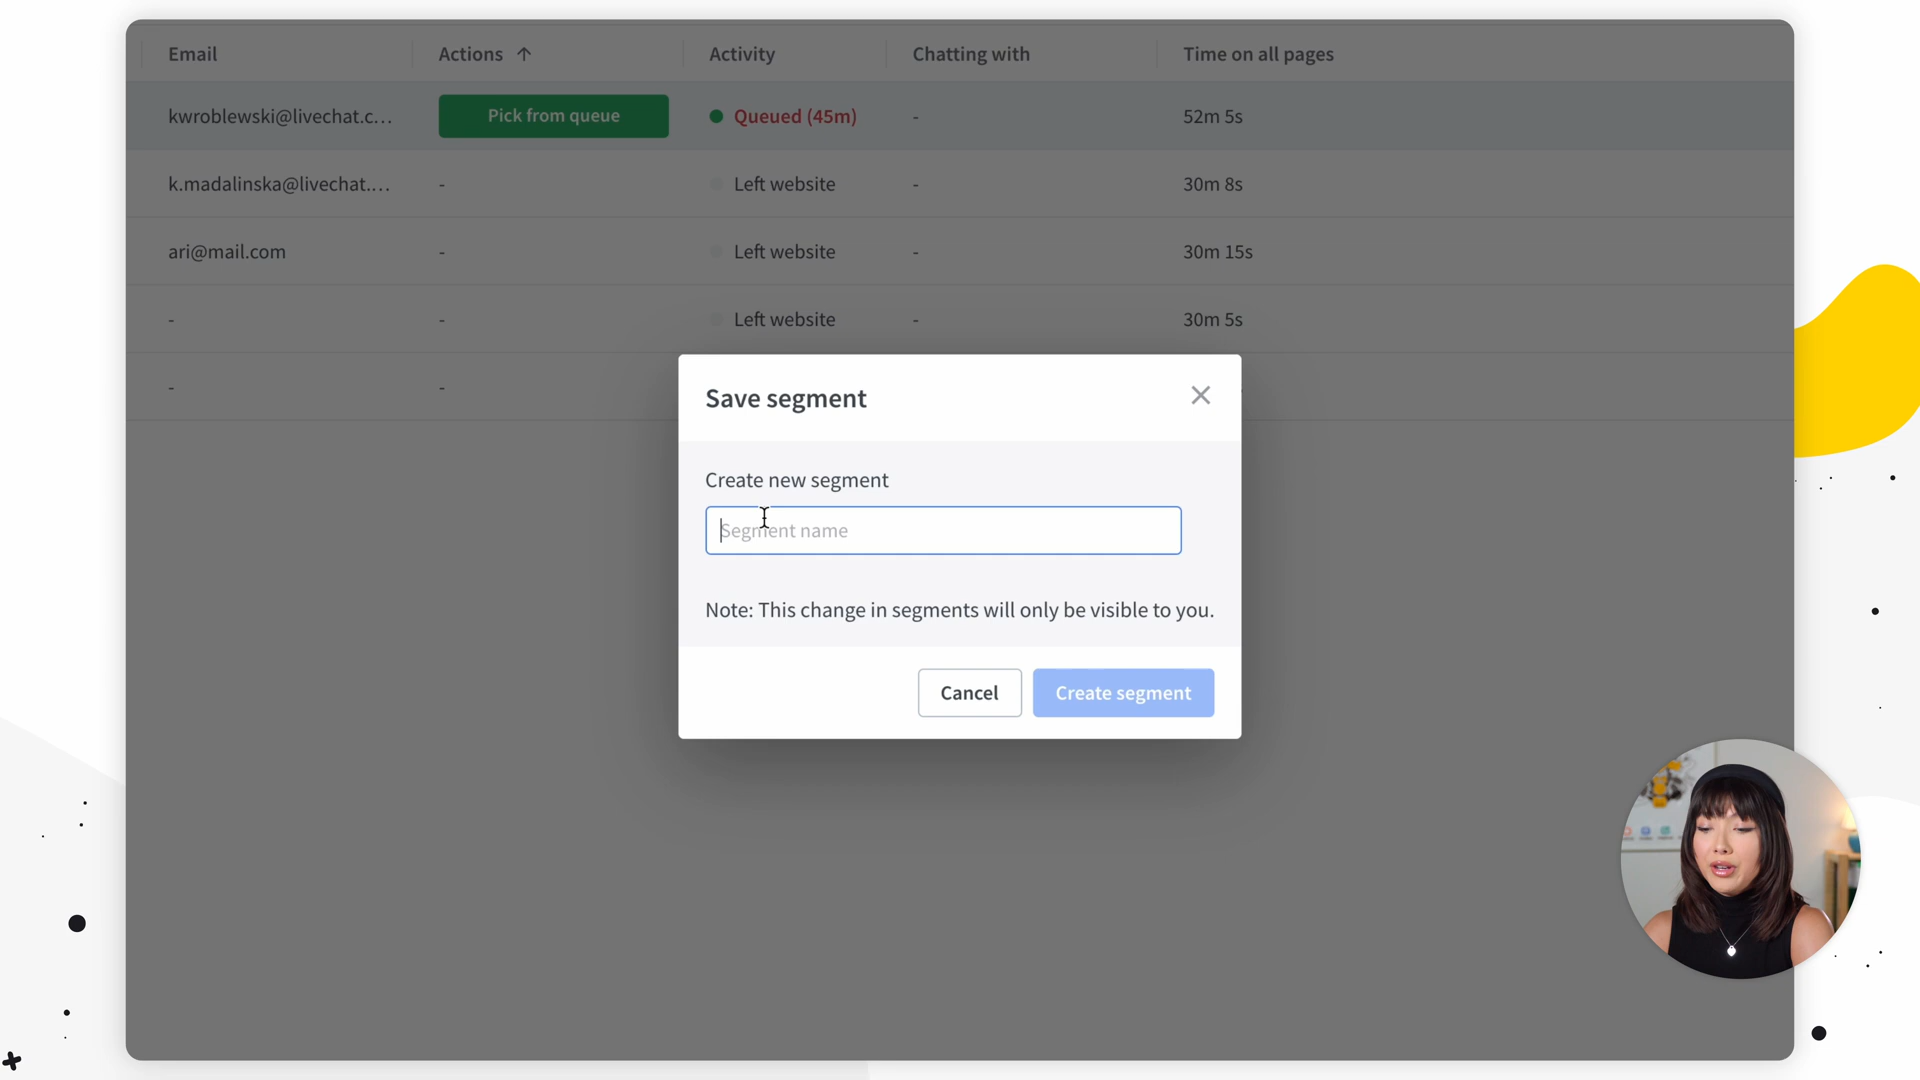 Email Actions Activity Chatting with Time on all pages
kwroblewski@livechat.c... Pick from queue Queued (45m) - 52m 5s
k.madalinska@livechat.... - Left website - 30m 8s
ari@mail.com - Left website - 30m 15s
- - Left website - 30m 5s
- -
Save segment
Create new segment
Segment name
Note: This change in segments will only be visible to you.
Cancel Create segment